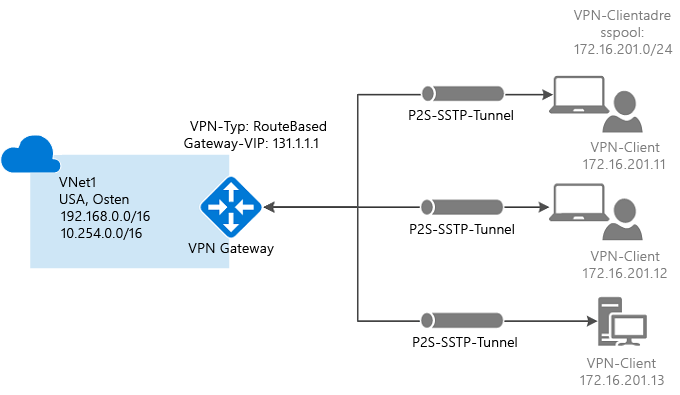 VPN-Clientadre
sspool:
172.16.201.0/24
P2S-SSTP-Tunnel
VPN-Typ: RouteBased
Gateway-VIP: 131.1.1.1
VPN-Client
172.16.201.11
VNet1
USA, Osten
192.168.0.0/16
10.254.0.0/16
VPN Gateway
P2S-SSTP-Tunnel
VPN-Client
172.16.201.12
P2S-SSTP-Tunnel
VPN-Client
172.16.201.13